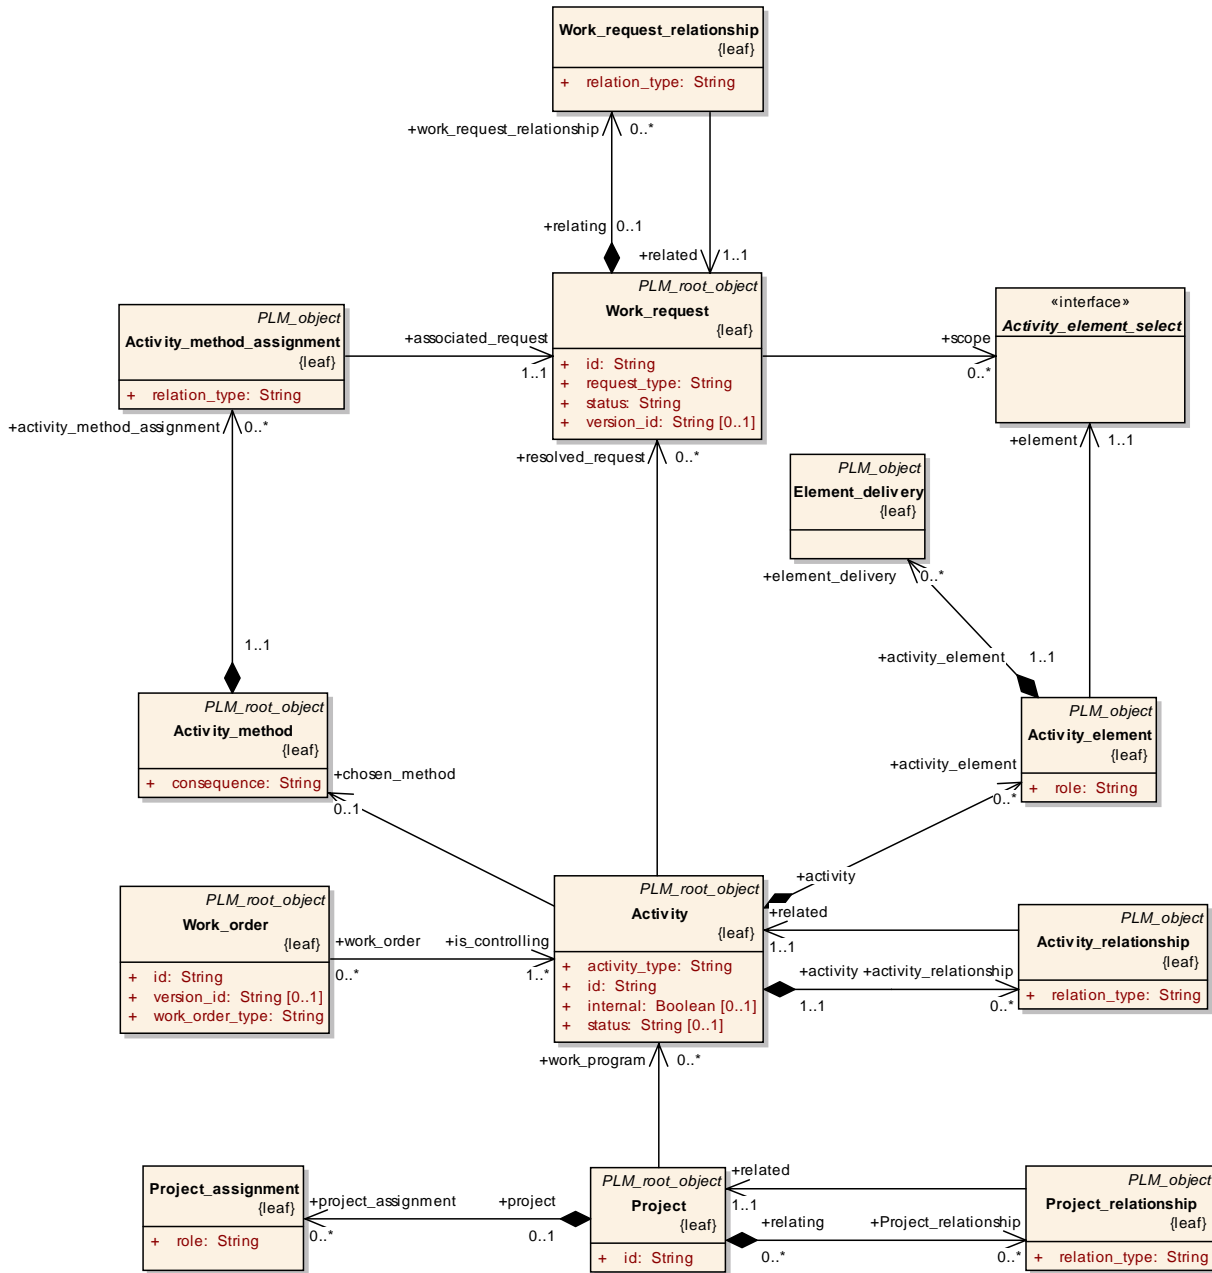 Work_request_relationship
{leaf}
+ relation_type: String
+work_request_relationship 0..*
+relating 0..1
+related 1..1
PLM_root_object
Work_request
{leaf}
+ id: String
+ request_type: String
+ status: String
+ version_id: String [0..1]
«interface»
Activity_element_select
PLM_object
Activity_method_assignment
{leaf}
+ relation_type: String
+associated_request
1..1
+scope
0..*
+activity_method_assignment 0..*
+resolved_request 0..*
+element 1..1
PLM_object
Element_delivery
{leaf}
+element_delivery 0..*
1..1
+activity_element 1..1
PLM_root_object
Activity_method
{leaf}
+ consequence: String
+chosen_method
0..1
PLM_object
Activity_element
{leaf}
+ role: String
+activity_element
0..*
+activity
PLM_root_object
Work_order
{leaf}
+ id: String
+ version_id: String [0..1]
+ work_order_type: String
+work_order +is_controlling
0..* 1..*
PLM_root_object
Activity
{leaf}
+ activity_type: String
+ id: String
+ internal: Boolean [0..1]
+ status: String [0..1]
+related
1..1
+activity +activity_relationship
1..1 0..*
PLM_object
Activity_relationship
{leaf}
+ relation_type: String
+work_program 0..*
Project_assignment
{leaf}
+ role: String
+project_assignment +project
0..* 0..1
PLM_root_object
Project
{leaf}
+ id: String
+related
1..1
+relating +Project_relationship
0..* 0..*
PLM_object
Project_relationship
{leaf}
+ relation_type: String